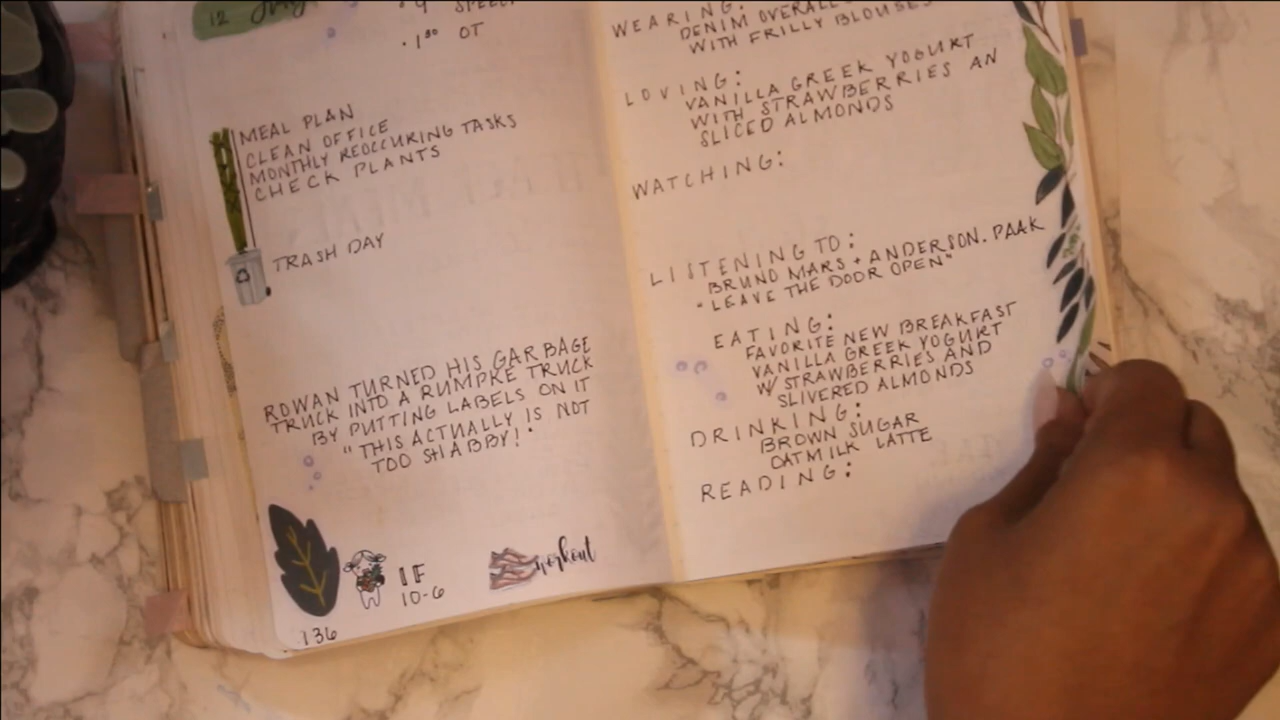 12
SPEECH
· 1³⁰ OT
MEAL PLAN
CLEAN OFFICE
MONTHLY REOCCURING TASKS
CHECK PLANTS
TRASH DAY
ROWAN TURNED HIS GARBAGE
TRUCK INTO A RUMPKE TRUCK
BY PUTTING LABELS ON IT
"THIS ACTUALLY IS NOT
TOO SHABBY!"
IF
10-6
workout
136
WEARING:
DENIM OVERALLS
WITH FRILLY BLOUSES
LOVING:
VANILLA GREEK YOGURT
WITH STRAWBERRIES AN
SLICED ALMONDS
WATCHING:
LISTENING TO:
BRUNO MARS + ANDERSON. PAAK
"LEAVE THE DOOR OPEN"
EATING:
FAVORITE NEW BREAKFAST
VANILLA GREEK YOGURT
W/ STRAWBERRIES AND
SLIVERED ALMONDS
DRINKING:
BROWN SUGAR
OATMILK LATTE
READING: